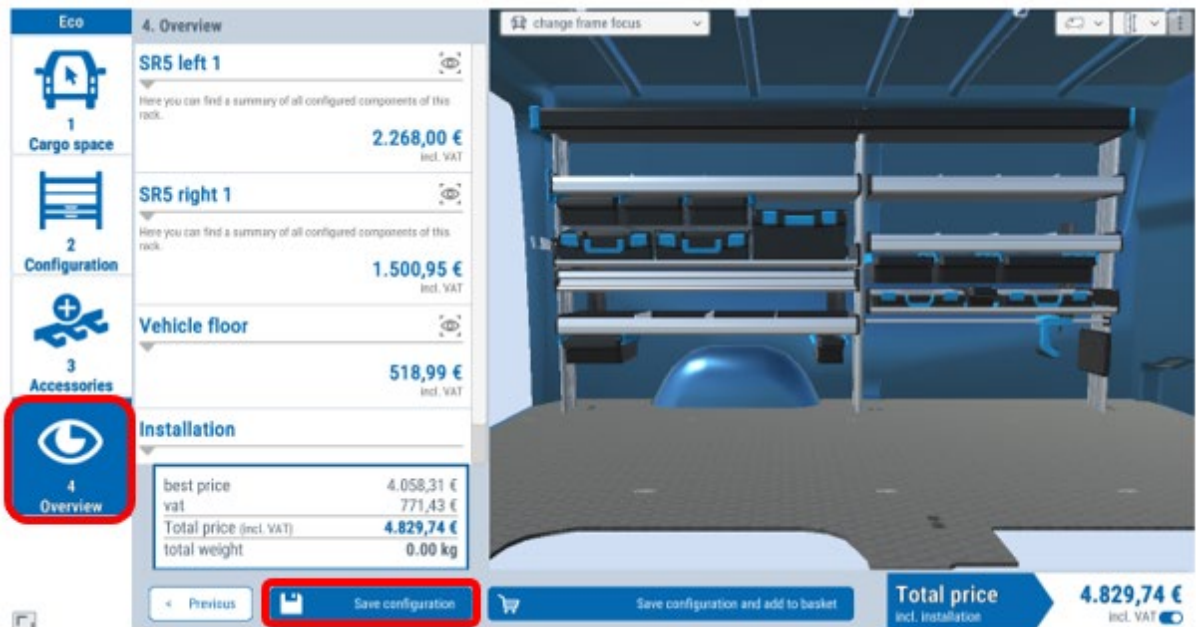 Eco
1
Cargo space
2
Configuration
3
Accessories
4
Overview
4. Overview
SR5 left 1
Here you can find a summary of all configured components of this
rack.
2.268,00 €
incl. VAT
SR5 right 1
Here you can find a summary of all configured components of this
rack.
1.500,95 €
incl. VAT
Vehicle floor
518,99 €
incl. VAT
Installation
best price 4.058,31 €
vat 771,43 €
Total price (incl. VAT) 4.829,74 €
total weight 0.00 kg
< Previous
Save configuration
change frame focus
Save configuration and add to basket
Total price
incl. installation
4.829,74 €
incl. VAT